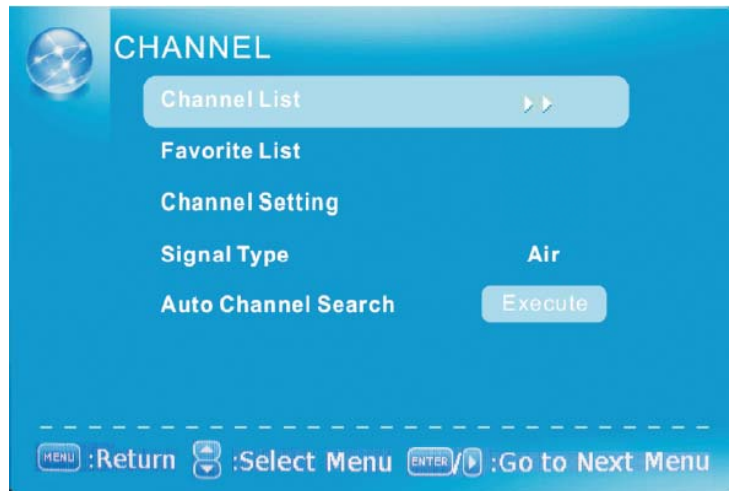 CHANNEL
Channel List
Favorite List
Channel Setting
Signal Type Air
Auto Channel Search Execute
MENU :Return :Select Menu ENTER/ :Go to Next Menu